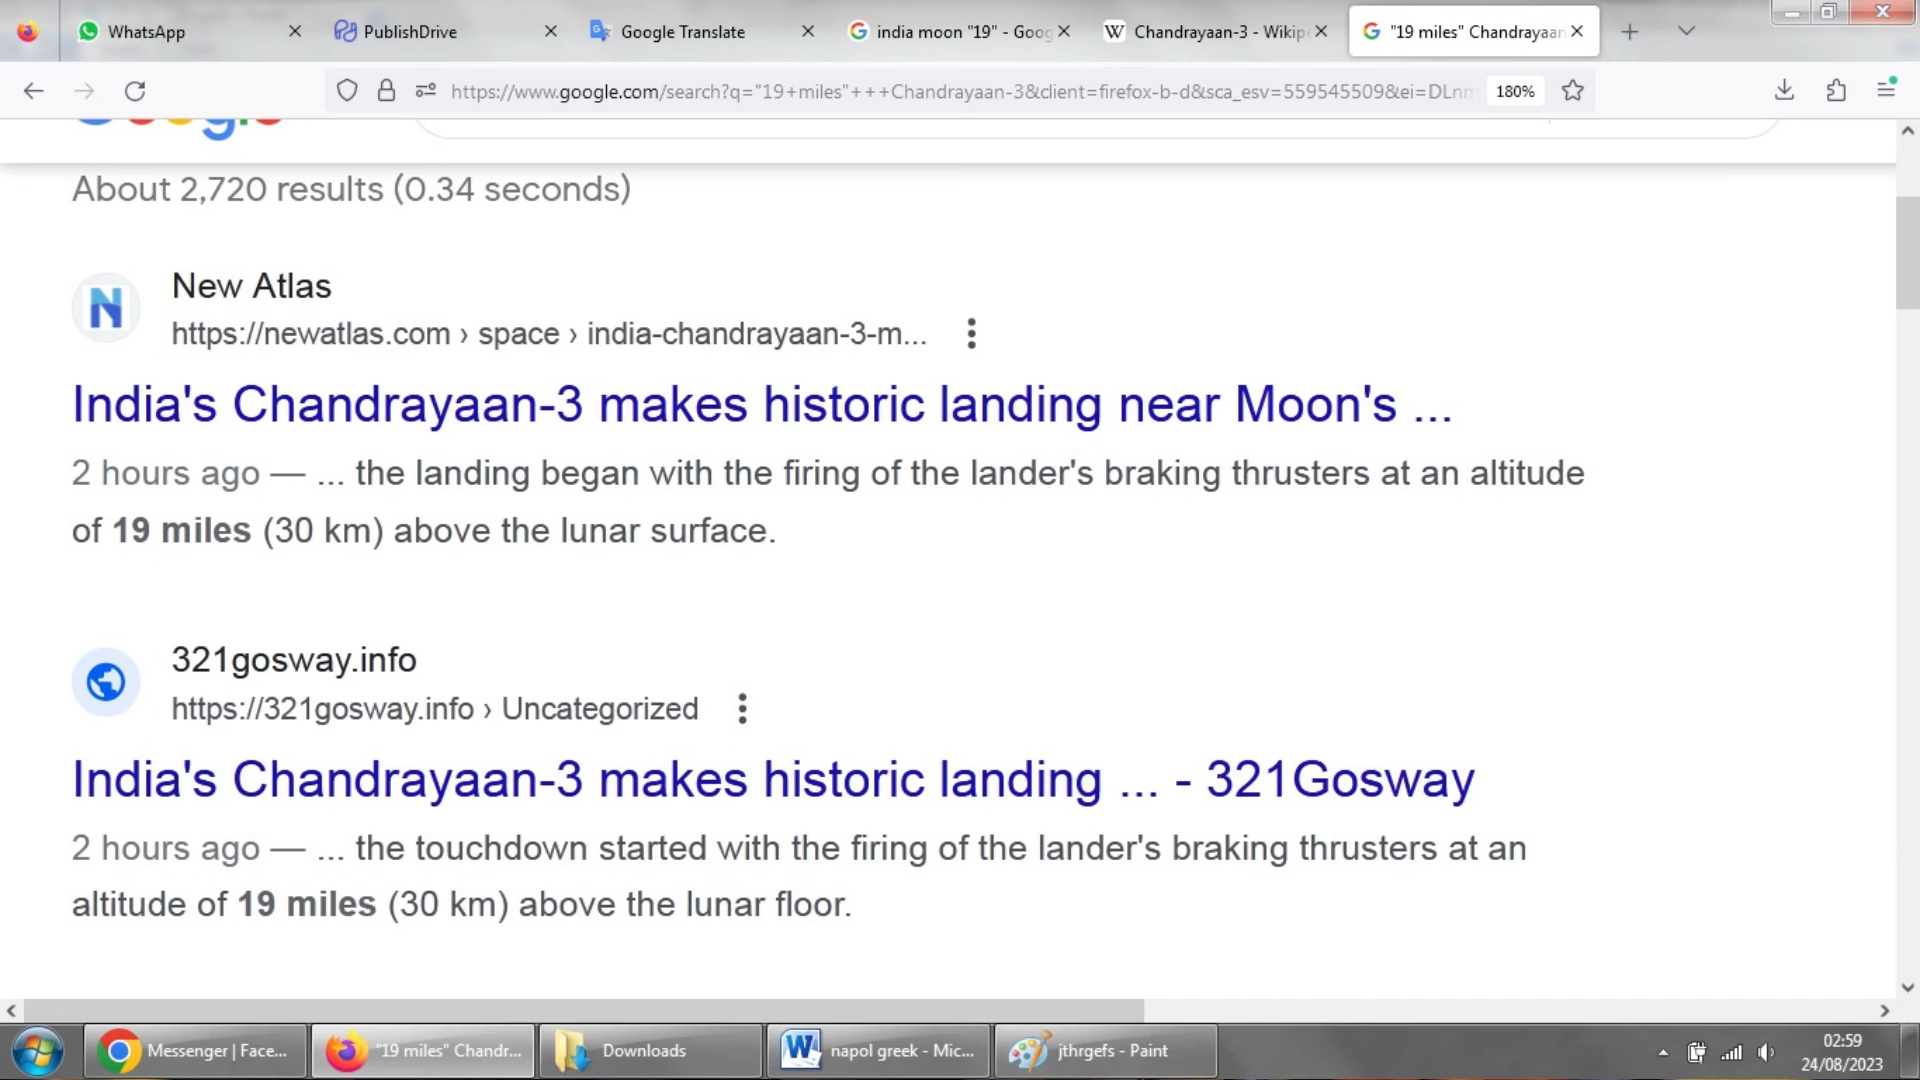 WhatsApp
PublishDrive
Google Translate
india moon "19" - Goog
Chandrayaan-3 - Wikip
"19 miles" Chandrayaan
https://www.google.com/search?q="19+miles"+++Chandrayaan-3&client=firefox-b-d&sca_esv=559545509&ei=DLnm
180%
Google
About 2,720 results (0.34 seconds)
New Atlas
https://newatlas.com › space › india-chandrayaan-3-m...
India's Chandrayaan-3 makes historic landing near Moon's ...
2 hours ago — ... the landing began with the firing of the lander's braking thrusters at an altitude
of 19 miles (30 km) above the lunar surface.
321gosway.info
https://321gosway.info › Uncategorized
India's Chandrayaan-3 makes historic landing ... - 321Gosway
2 hours ago — ... the touchdown started with the firing of the lander's braking thrusters at an
altitude of 19 miles (30 km) above the lunar floor.
Messenger | Face...
"19 miles" Chandr...
Downloads
napol greek - Mic...
jthrgefs - Paint
02:59
24/08/2023